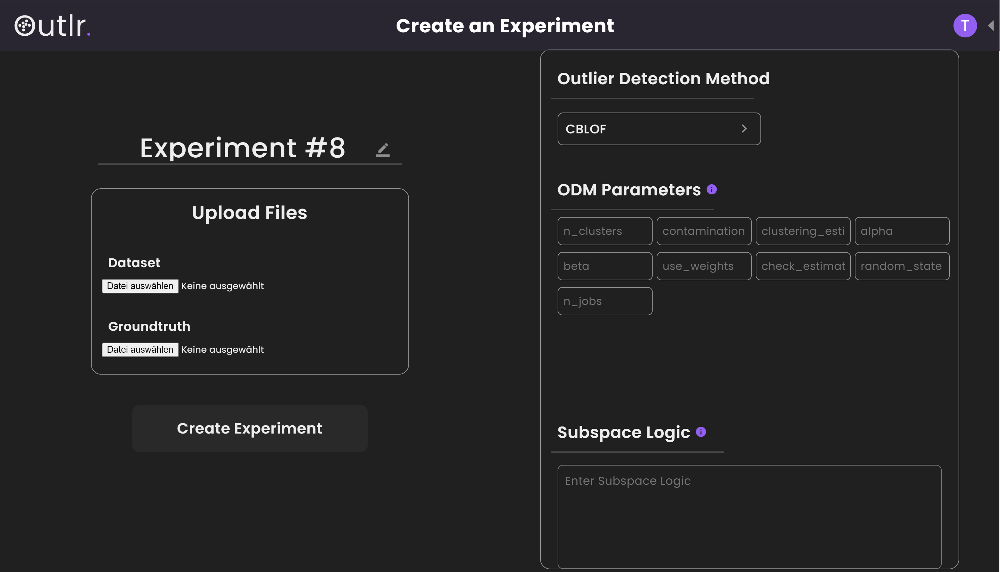 Outlr.
Create an Experiment
T
Experiment #8
Upload Files
Dataset
Datei auswählen Keine ausgewählt
Groundtruth
Datei auswählen Keine ausgewählt
Create Experiment
Outlier Detection Method
CBLOF
ODM Parameters
n_clusters contamination clustering_esti alpha
beta use_weights check_estimat random_state
n_jobs
Subspace Logic
Enter Subspace Logic